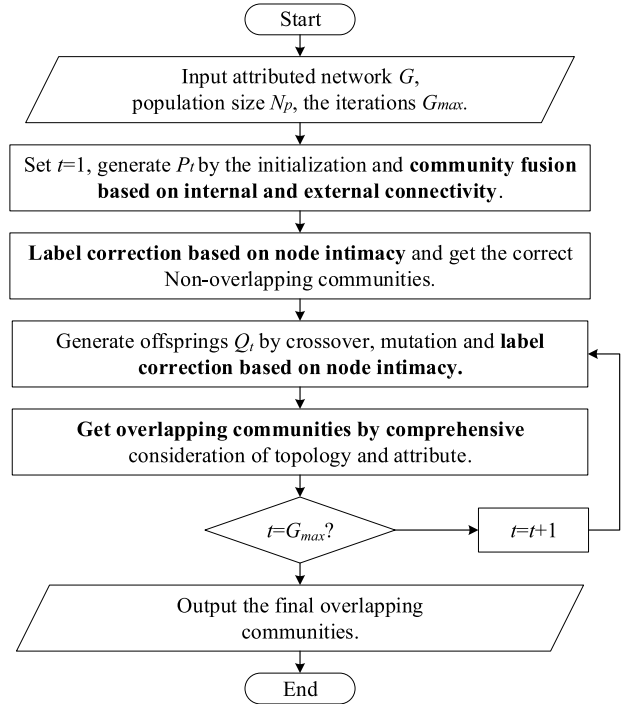 Start
Input attributed network G,
population size Np, the iterations Gmax.
Set t=1, generate Pt by the initialization and community fusion
based on internal and external connectivity.
Label correction based on node intimacy and get the correct
Non-overlapping communities.
Generate offsprings Qt by crossover, mutation and label
correction based on node intimacy.
Get overlapping communities by comprehensive
consideration of topology and attribute.
t=Gmax?
t=t+1
Output the final overlapping
communities.
End